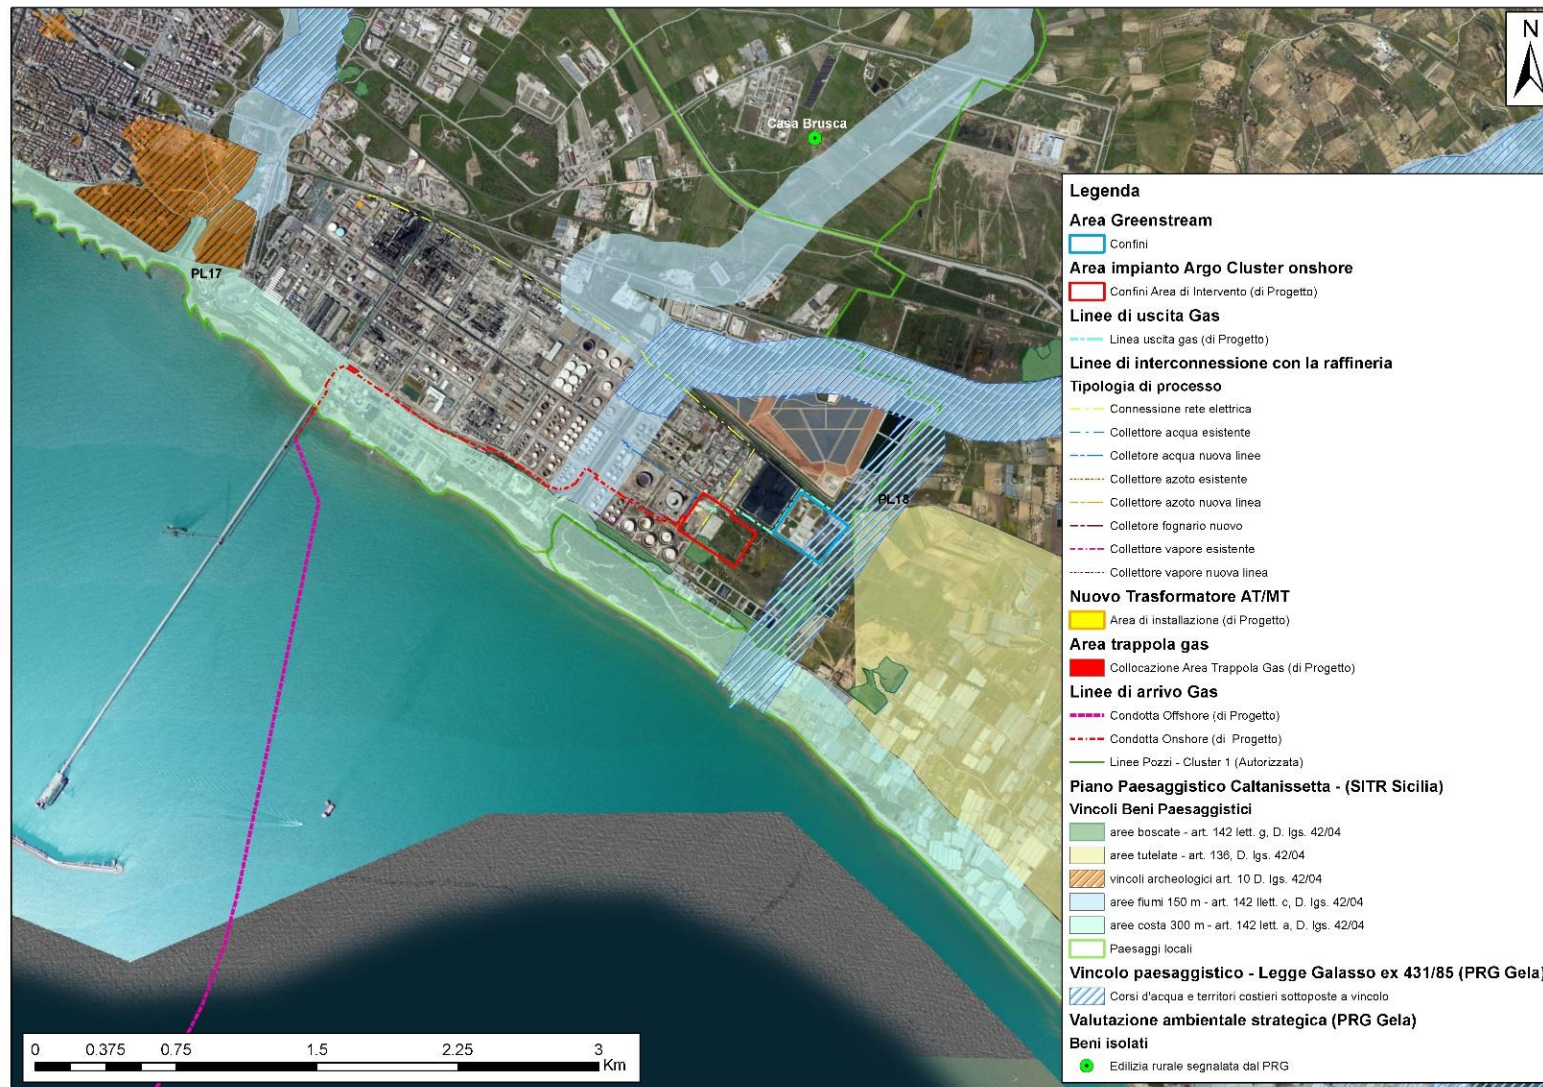 N
Casa Brusca
PL17
PL18
Legenda
Area Greenstream
Confini
Area impianto Argo Cluster onshore
Confini Area di Intervento (di Progetto)
Linee di uscita Gas
Linea uscita gas (di Progetto)
Linee di interconnessione con la raffineria
Tipologia di processo
Connessione rete elettrica
Collettore acqua esistente
Colletore acqua nuova linee
Collettore azoto esistente
Collettore azoto nuova linea
Colletore fognario nuovo
Collettore vapore esistente
Collettore vapore nuova linea
Nuovo Trasformatore AT/MT
Area di installazione (di Progetto)
Area trappola gas
Collocazione Area Trappola Gas (di Progetto)
Linee di arrivo Gas
Condotta Offshore (di Progetto)
Condotta Onshore (di Progetto)
Linee Pozzi - Cluster 1 (Autorizzata)
Piano Paesaggistico Caltanissetta - (SITR Sicilia)
Vincoli Beni Paesaggistici
aree boscate - art. 142 lett. g, D. lgs. 42/04
aree tutelate - art. 136, D. lgs. 42/04
vincoli archeologici art. 10 D. lgs. 42/04
aree fiumi 150 m - art. 142 llett. c, D. lgs. 42/04
aree costa 300 m - art. 142 lett. a, D. lgs. 42/04
Paesaggi locali
Vincolo paesaggistico - Legge Galasso ex 431/85 (PRG Gela)
Corsi d'acqua e territori costieri sottoposte a vincolo
Valutazione ambientale strategica (PRG Gela)
Beni isolati
Edilizia rurale segnalata dal PRG
0 0.375 0.75 1.5 2.25 3
Km